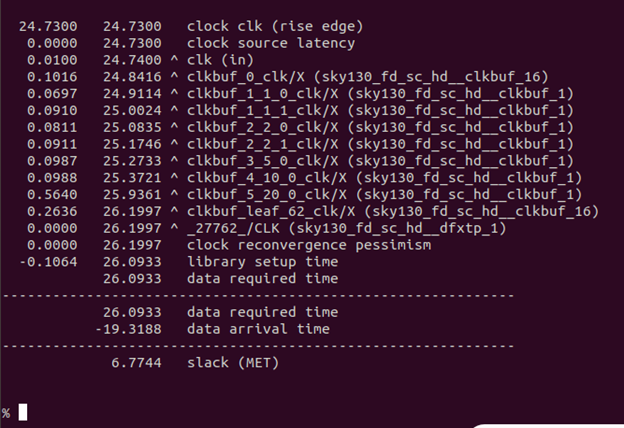 24.7300   24.7300   clock clk (rise edge)
0.0000   24.7300   clock source latency
0.0100   24.7400 ^ clk (in)
0.1016   24.8416 ^ clkbuf_0_clk/X (sky130_fd_sc_hd__clkbuf_16)
0.0697   24.9114 ^ clkbuf_1_1_0_clk/X (sky130_fd_sc_hd__clkbuf_1)
0.0910   25.0024 ^ clkbuf_1_1_1_clk/X (sky130_fd_sc_hd__clkbuf_1)
0.0811   25.0835 ^ clkbuf_2_2_0_clk/X (sky130_fd_sc_hd__clkbuf_1)
0.0911   25.1746 ^ clkbuf_2_2_1_clk/X (sky130_fd_sc_hd__clkbuf_1)
0.0987   25.2733 ^ clkbuf_3_5_0_clk/X (sky130_fd_sc_hd__clkbuf_1)
0.0988   25.3721 ^ clkbuf_4_10_0_clk/X (sky130_fd_sc_hd__clkbuf_1)
0.5640   25.9361 ^ clkbuf_5_20_0_clk/X (sky130_fd_sc_hd__clkbuf_1)
0.2636   26.1997 ^ clkbuf_leaf_62_clk/X (sky130_fd_sc_hd__clkbuf_16)
0.0000   26.1997 ^ _27762_/CLK (sky130_fd_sc_hd__dfxtp_1)
0.0000   26.1997   clock reconvergence pessimism
-0.1064   26.0933   library setup time
26.0933   data required time
---------------------------------------------------------------
26.0933   data required time
-19.3188   data arrival time
---------------------------------------------------------------
6.7744   slack (MET)
%